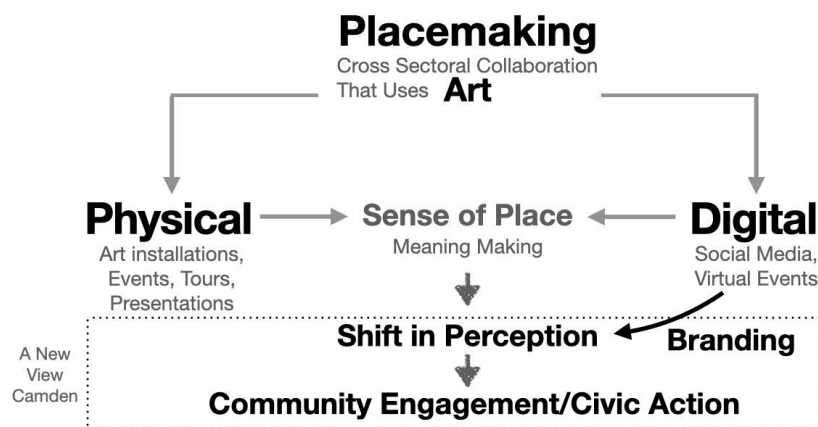 Placemaking
Cross Sectoral Collaboration
That Uses Art
Physical
Art installations,
Events, Tours,
Presentations
Sense of Place
Meaning Making
Digital
Social Media,
Virtual Events
A New
View
Camden
Shift in Perception
Branding
Community Engagement/Civic Action